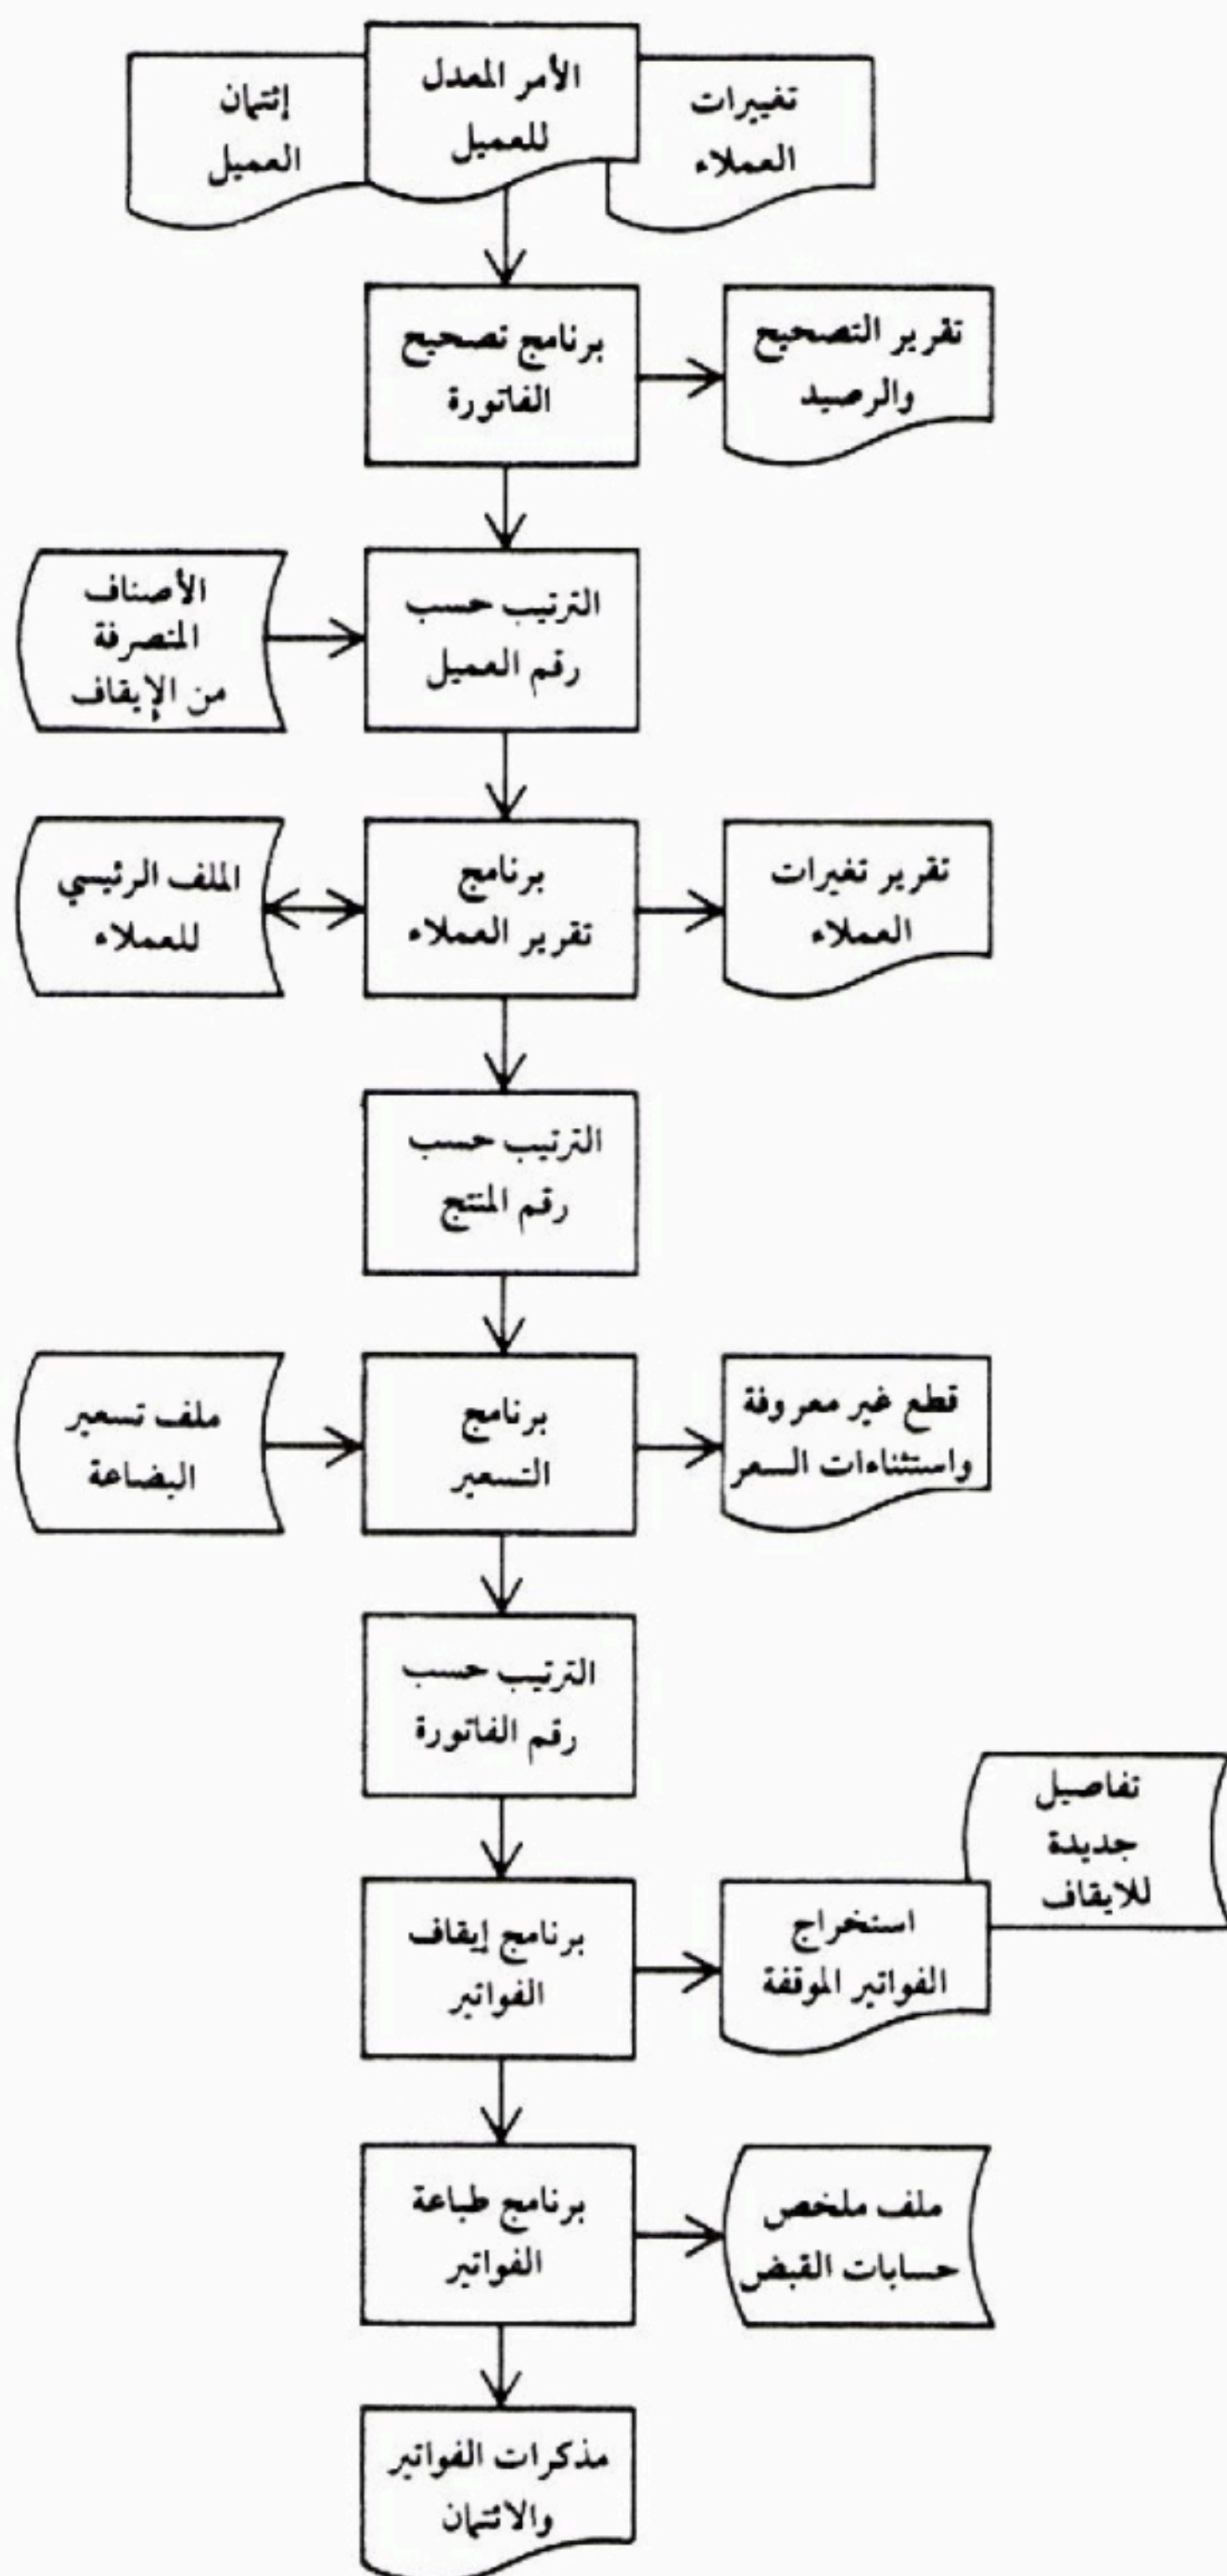 تغييرات
العملاء
الأمر المعدل
للعميل
إئتمان
العميل
برنامج تصحيح
الفاتورة
تقرير التصحيح
والرصيد
الأصناف
المتصرفة
من الإيقاف
الترتيب حسب
رقم العميل
الملف الرئيسي
للعملاء
برنامج
تقرير العملاء
تقرير تغيرات
العملاء
الترتيب حسب
رقم المنتج
ملف تسعير
البضاعة
برنامج
التسعير
قطع غير معروفة
واستثناءات السعر
الترتيب حسب
رقم الفاتورة
تفاصيل
جديدة
للايقاف
برنامج إيقاف
الفواتير
استخراج
الفواتير الموقفة
برنامج طباعة
الفواتير
ملف ملخص
حسابات القبض
مذكرات الفواتير
والائتمان